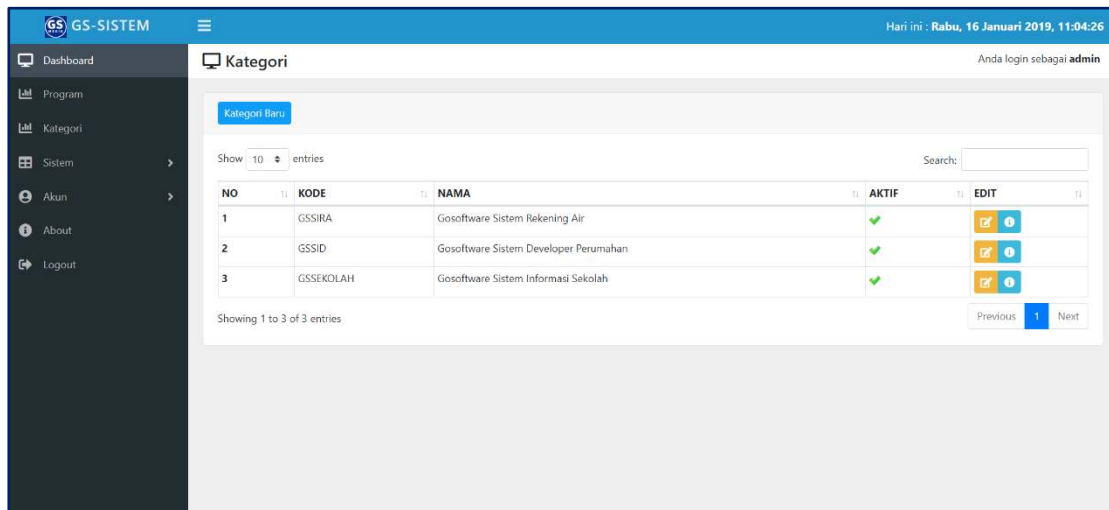 GS GS-SISTEM
Hari ini : Rabu, 16 Januari 2019, 11:04:26
Dashboard
Program
Kategori
Sistem
Akun
About
Logout
Kategori
Anda login sebagai admin
Kategori Baru
Show 10 entries
Search:
NO KODE NAMA AKTIF EDIT
1 GSSIRA Gosoftware Sistem Rekening Air
2 GSSID Gosoftware Sistem Developer Perumahan
3 GSSEKOLAH Gosoftware Sistem Informasi Sekolah
Showing 1 to 3 of 3 entries
Previous 1 Next